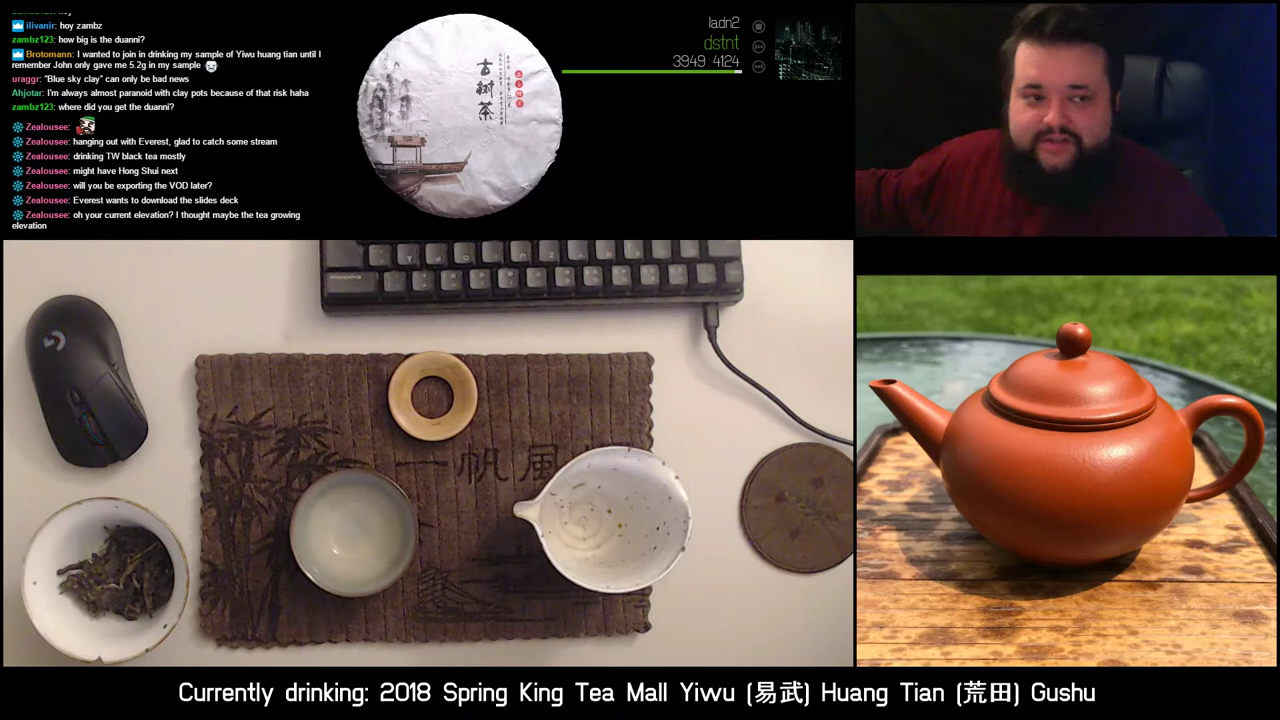 ilivanir: hoy zambz
zambz123: how big is the duanni?
Brotomann: I wanted to join in drinking my sample of Yiwu huang tian until I
remember John only gave me 5.2g in my sample
uraggr: "Blue sky clay" can only be bad news
Ahjotar: I'm always almost paranoid with clay pots because of that risk haha
zambz123: where did you get the duanni?
Zealousee:
Zealousee: hanging out with Everest, glad to catch some stream
Zealousee: drinking TW black tea mostly
Zealousee: might have Hong Shui next
Zealousee: will you be exporting the VOD later?
Zealousee: Everest wants to download the slides deck
Zealousee: oh your current elevation? I thought maybe the tea growing
elevation
古树茶
la.dn2
dstnt
3949 4124
一帆風
Currently drinking: 2018 Spring King Tea Mall Yiwu (易武) Huang Tian (荒田) Gushu